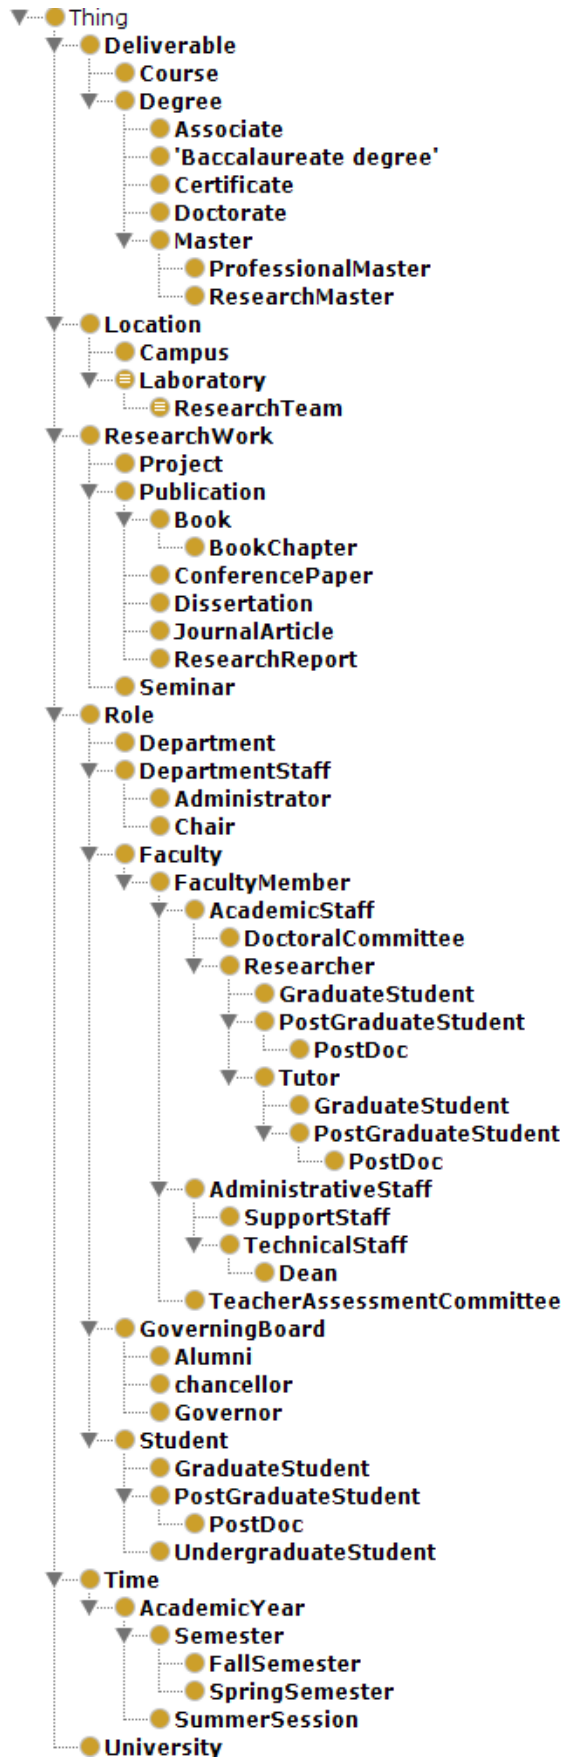 Thing
Deliverable
Course
Degree
Associate
'Baccalaureate degree'
Certificate
Doctorate
Master
ProfessionalMaster
ResearchMaster
Location
Campus
Laboratory
ResearchTeam
ResearchWork
Project
Publication
Book
BookChapter
ConferencePaper
Dissertation
JournalArticle
ResearchReport
Seminar
Role
Department
DepartmentStaff
Administrator
Chair
Faculty
FacultyMember
AcademicStaff
DoctoralCommittee
Researcher
GraduateStudent
PostGraduateStudent
PostDoc
Tutor
GraduateStudent
PostGraduateStudent
PostDoc
AdministrativeStaff
SupportStaff
TechnicalStaff
Dean
TeacherAssessmentCommittee
GoverningBoard
Alumni
chancellor
Governor
Student
GraduateStudent
PostGraduateStudent
PostDoc
UndergraduateStudent
Time
AcademicYear
Semester
FallSemester
SpringSemester
SummerSession
University